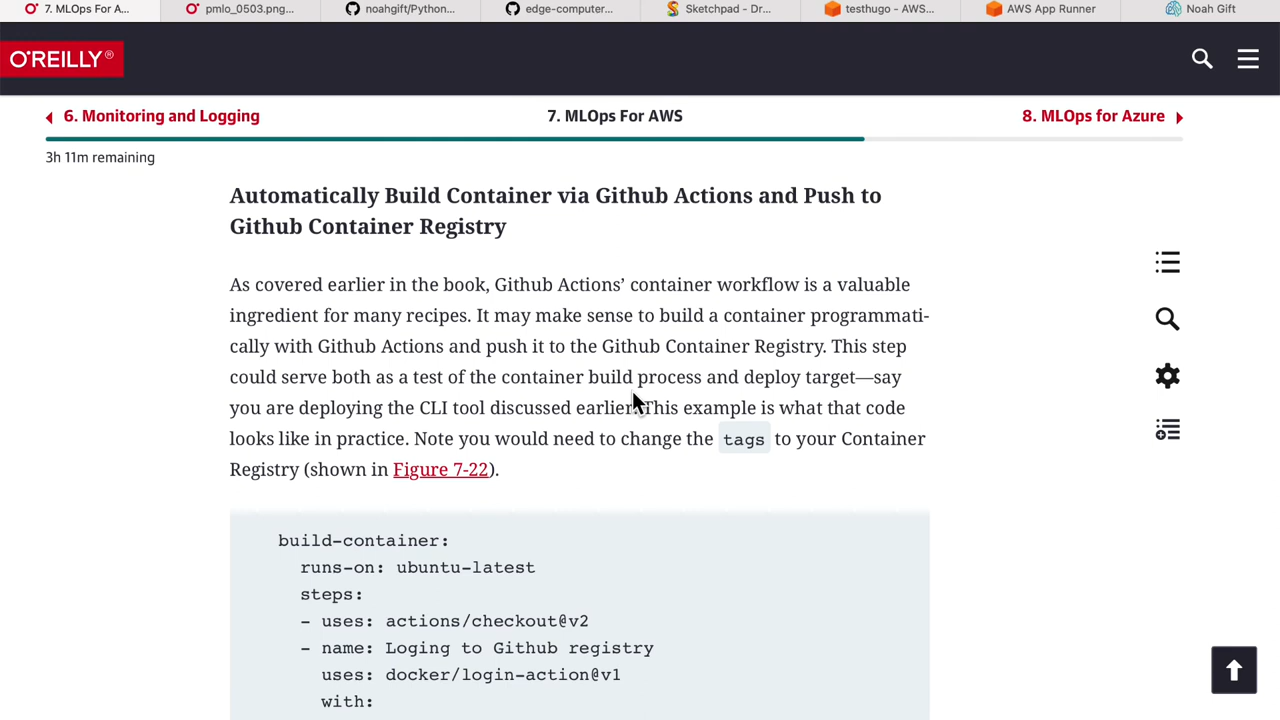 7. MLOps For A...
pmlo_0503.png...
noahgift/Python...
edge-computer...
Sketchpad - Dr...
testhugo - AWS...
AWS App Runner
Noah Gift
O'REILLY®
6. Monitoring and Logging
7. MLOps For AWS
8. MLOps for Azure
3h 11m remaining
Automatically Build Container via Github Actions and Push to
Github Container Registry
As covered earlier in the book, Github Actions’ container workflow is a valuable
ingredient for many recipes. It may make sense to build a container programmati-
cally with Github Actions and push it to the Github Container Registry. This step
could serve both as a test of the container build process and deploy target—say
you are deploying the CLI tool discussed earlier. This example is what that code
looks like in practice. Note you would need to change the tags to your Container
Registry (shown in Figure 7-22).
build-container:
runs-on: ubuntu-latest
steps:
- uses: actions/checkout@v2
- name: Loging to Github registry
uses: docker/login-action@v1
with: